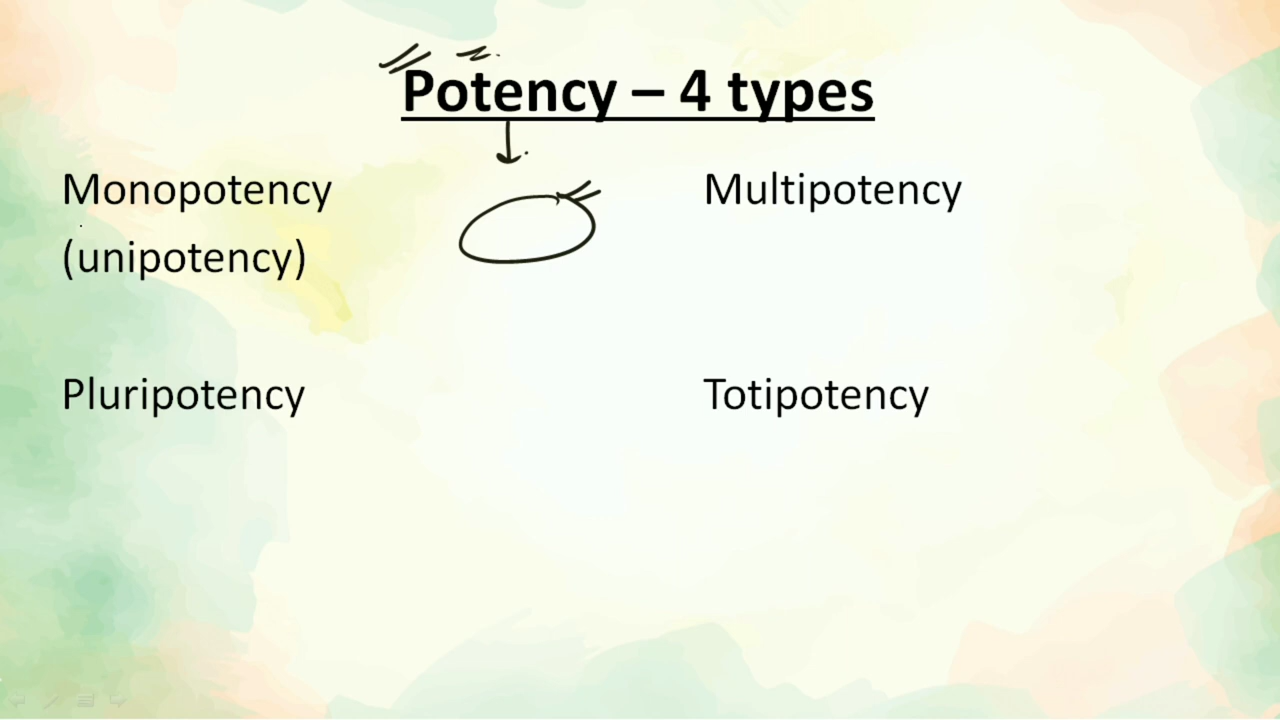 Potency – 4 types
Monopotency
(unipotency)
Multipotency
Pluripotency
Totipotency